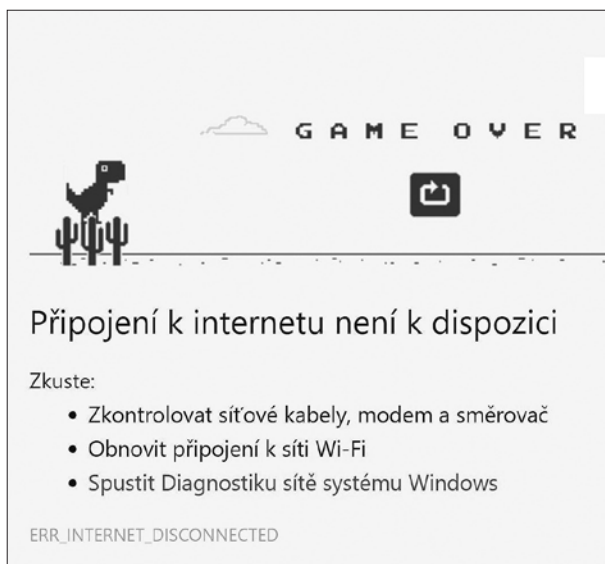 GAME OVER
Připojení k internetu není k dispozici
Zkuste:
• Zkontrolovat síťové kabely, modem a směrovač
• Obnovit připojení k síti Wi-Fi
• Spustit Diagnostiku sítě systému Windows
ERR_INTERNET_DISCONNECTED